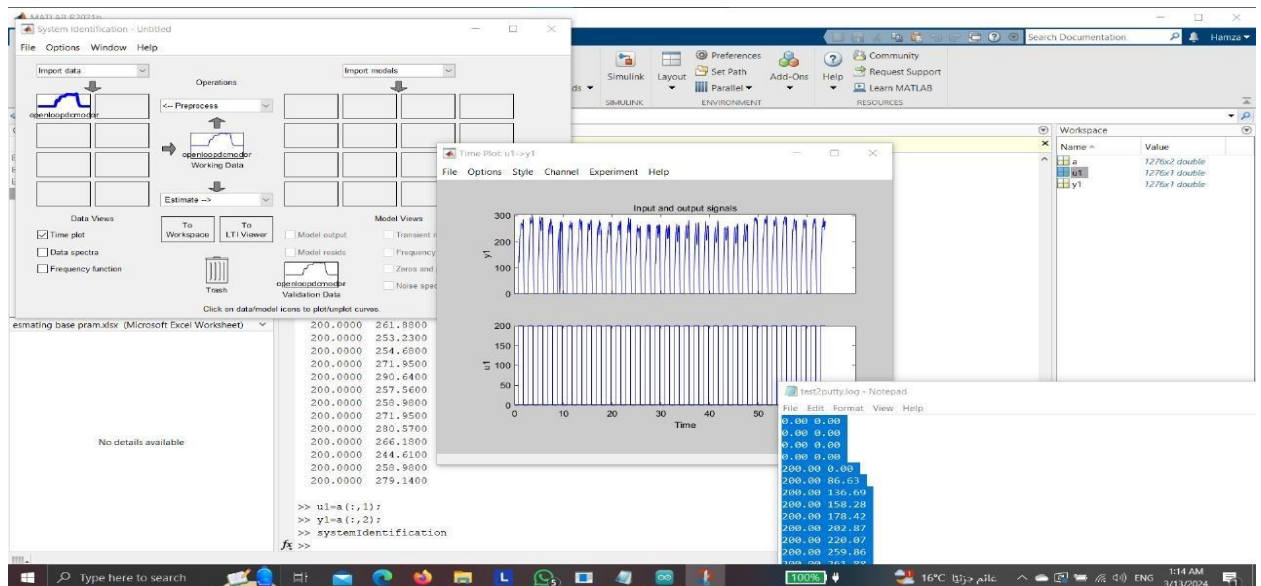 MATLAB R2021b
System Identification - Untitled
File Options Window Help
Import data
Operations
Import models
<-- Preprocess
openloopdcmodor
openloopdcmodor
Working Data
Estimate -->
Data Views
To
Workspace
To
LTI Viewer
Model Views
Time plot
Data spectra
Frequency function
Model output
Model resids
Transient
Frequency
Zeros and
Noise spec
Trash
openloopdcmodor
Validation Data
Click on data/model icons to plot/unplot curves.
Search Documentation
Hamza
Simulink
Layout
Preferences
Set Path
Parallel
Add-Ons
Help
Community
Request Support
Learn MATLAB
SIMULINK
ENVIRONMENT
RESOURCES
Workspace
Name
Value
a 1276x2 double
u1 1276x1 double
y1 1276x1 double
Time Plot: u1->y1
File Options Style Channel Experiment Help
Input and output signals
y1
300
200
100
0
u1
200
150
100
50
0
0 10 20 30 40 50
Time
esmating base pram.xlsx (Microsoft Excel Worksheet)
No details available
200.0000 261.8800
200.0000 253.2300
200.0000 254.6800
200.0000 271.9500
200.0000 290.6400
200.0000 257.5600
200.0000 258.9800
200.0000 271.9500
200.0000 280.5700
200.0000 266.1800
200.0000 244.6100
200.0000 258.9800
200.0000 279.1400
>> u1=a(:,1);
>> y1=a(:,2);
>> systemIdentification
fx >>
test2putty.log - Notepad
File Edit Format View Help
0.00 0.00
0.00 0.00
0.00 0.00
0.00 0.00
200.00 0.00
200.00 86.63
200.00 136.69
200.00 158.28
200.00 178.42
200.00 202.87
200.00 220.07
200.00 259.86
Type here to search
100%
16°C غائم جزئيا
ENG
1:14 AM
3/13/2024